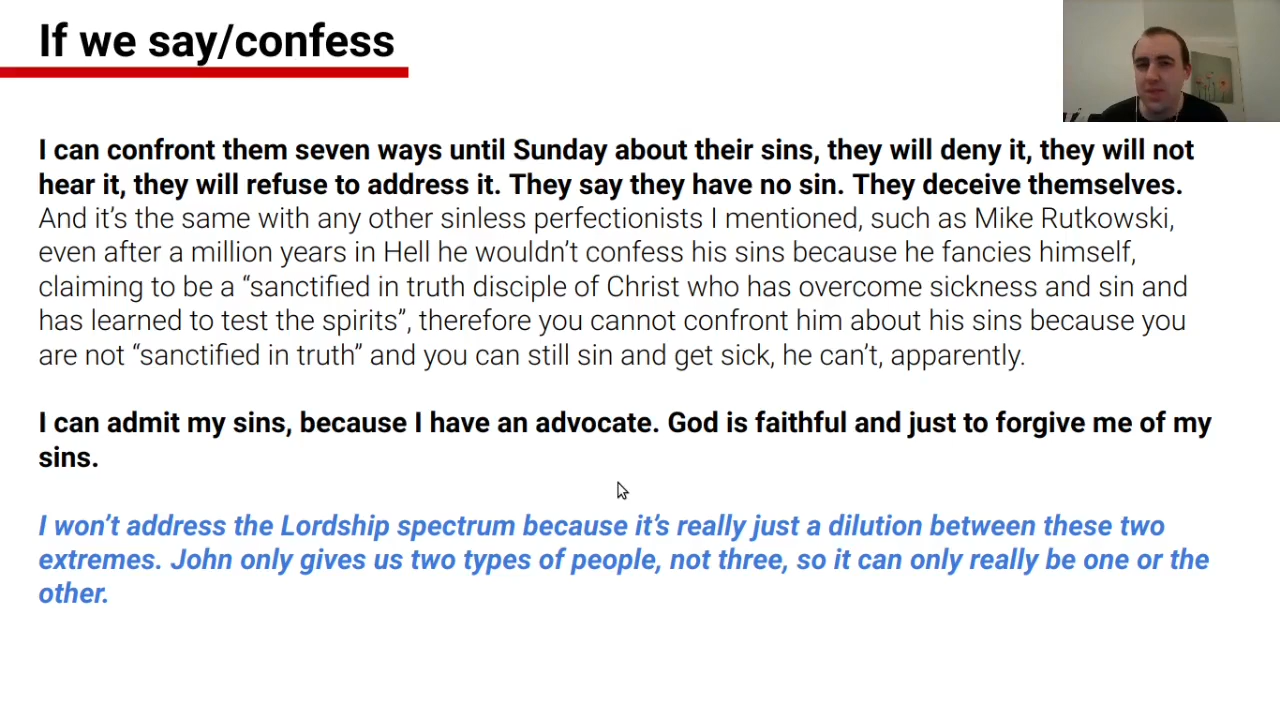 If we say/confess
I can confront them seven ways until Sunday about their sins, they will deny it, they will not
hear it, they will refuse to address it. They say they have no sin. They deceive themselves.
And it’s the same with any other sinless perfectionists I mentioned, such as Mike Rutkowski,
even after a million years in Hell he wouldn’t confess his sins because he fancies himself,
claiming to be a “sanctified in truth disciple of Christ who has overcome sickness and sin and
has learned to test the spirits”, therefore you cannot confront him about his sins because you
are not “sanctified in truth” and you can still sin and get sick, he can’t, apparently.
I can admit my sins, because I have an advocate. God is faithful and just to forgive me of my
sins.
I won’t address the Lordship spectrum because it’s really just a dilution between these two
extremes. John only gives us two types of people, not three, so it can only really be one or the
other.